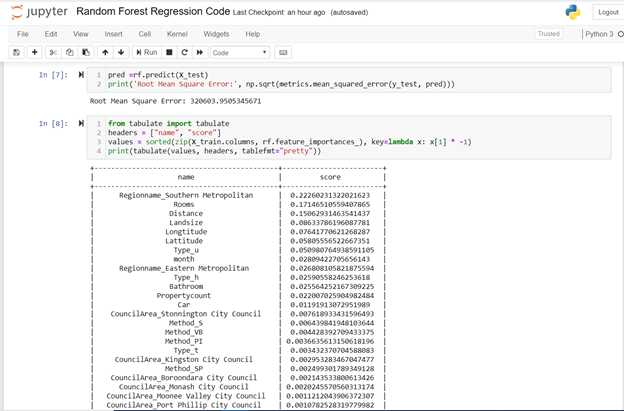 jupyter Random Forest Regression Code Last Checkpoint: an hour ago (autosaved)
Logout
File Edit View Insert Cell Kernel Widgets Help
Trusted
Python 3
Run
Code
In [7]:
1 pred =rf.predict(X_test)
2 print('Root Mean Square Error:', np.sqrt(metrics.mean_squared_error(y_test, pred)))
Root Mean Square Error: 320603.9505345671
In [8]:
1 from tabulate import tabulate
2 headers = ["name", "score"]
3 values = sorted(zip(X_train.columns, rf.feature_importances_), key=lambda x: x[1] * -1)
4 print(tabulate(values, headers, tablefmt="pretty"))
name | score
Regionname_Southern Metropolitan | 0.22260231322021623
Rooms | 0.17146510559407865
Distance | 0.15062931463541437
Landsize | 0.08633786196087781
Longtitude | 0.07641770621268287
Lattitude | 0.05805556522667351
Type_u | 0.050980764938591105
month | 0.02809422705656143
Regionname_Eastern Metropolitan | 0.026808105821875594
Type_h | 0.02590558246253618
Bathroom | 0.025564252167309225
Propertycount | 0.022007025904982484
Car | 0.01191913072951989
CouncilArea_Stonnington City Council | 0.007618933431596493
Method_S | 0.006439841948103644
Method_VB | 0.004428392709433375
Method_PI | 0.0036635613150618196
Type_t | 0.003432370704588083
CouncilArea_Kingston City Council | 0.002953283467047477
Method_SP | 0.002499301789349128
CouncilArea_Boroondara City Council | 0.002143533800613426
CouncilArea_Monash City Council | 0.0020245570560313174
CouncilArea_Moonee Valley City Council | 0.0011212043906372307
CouncilArea_Port Phillip City Council | 0.0010782528319779982